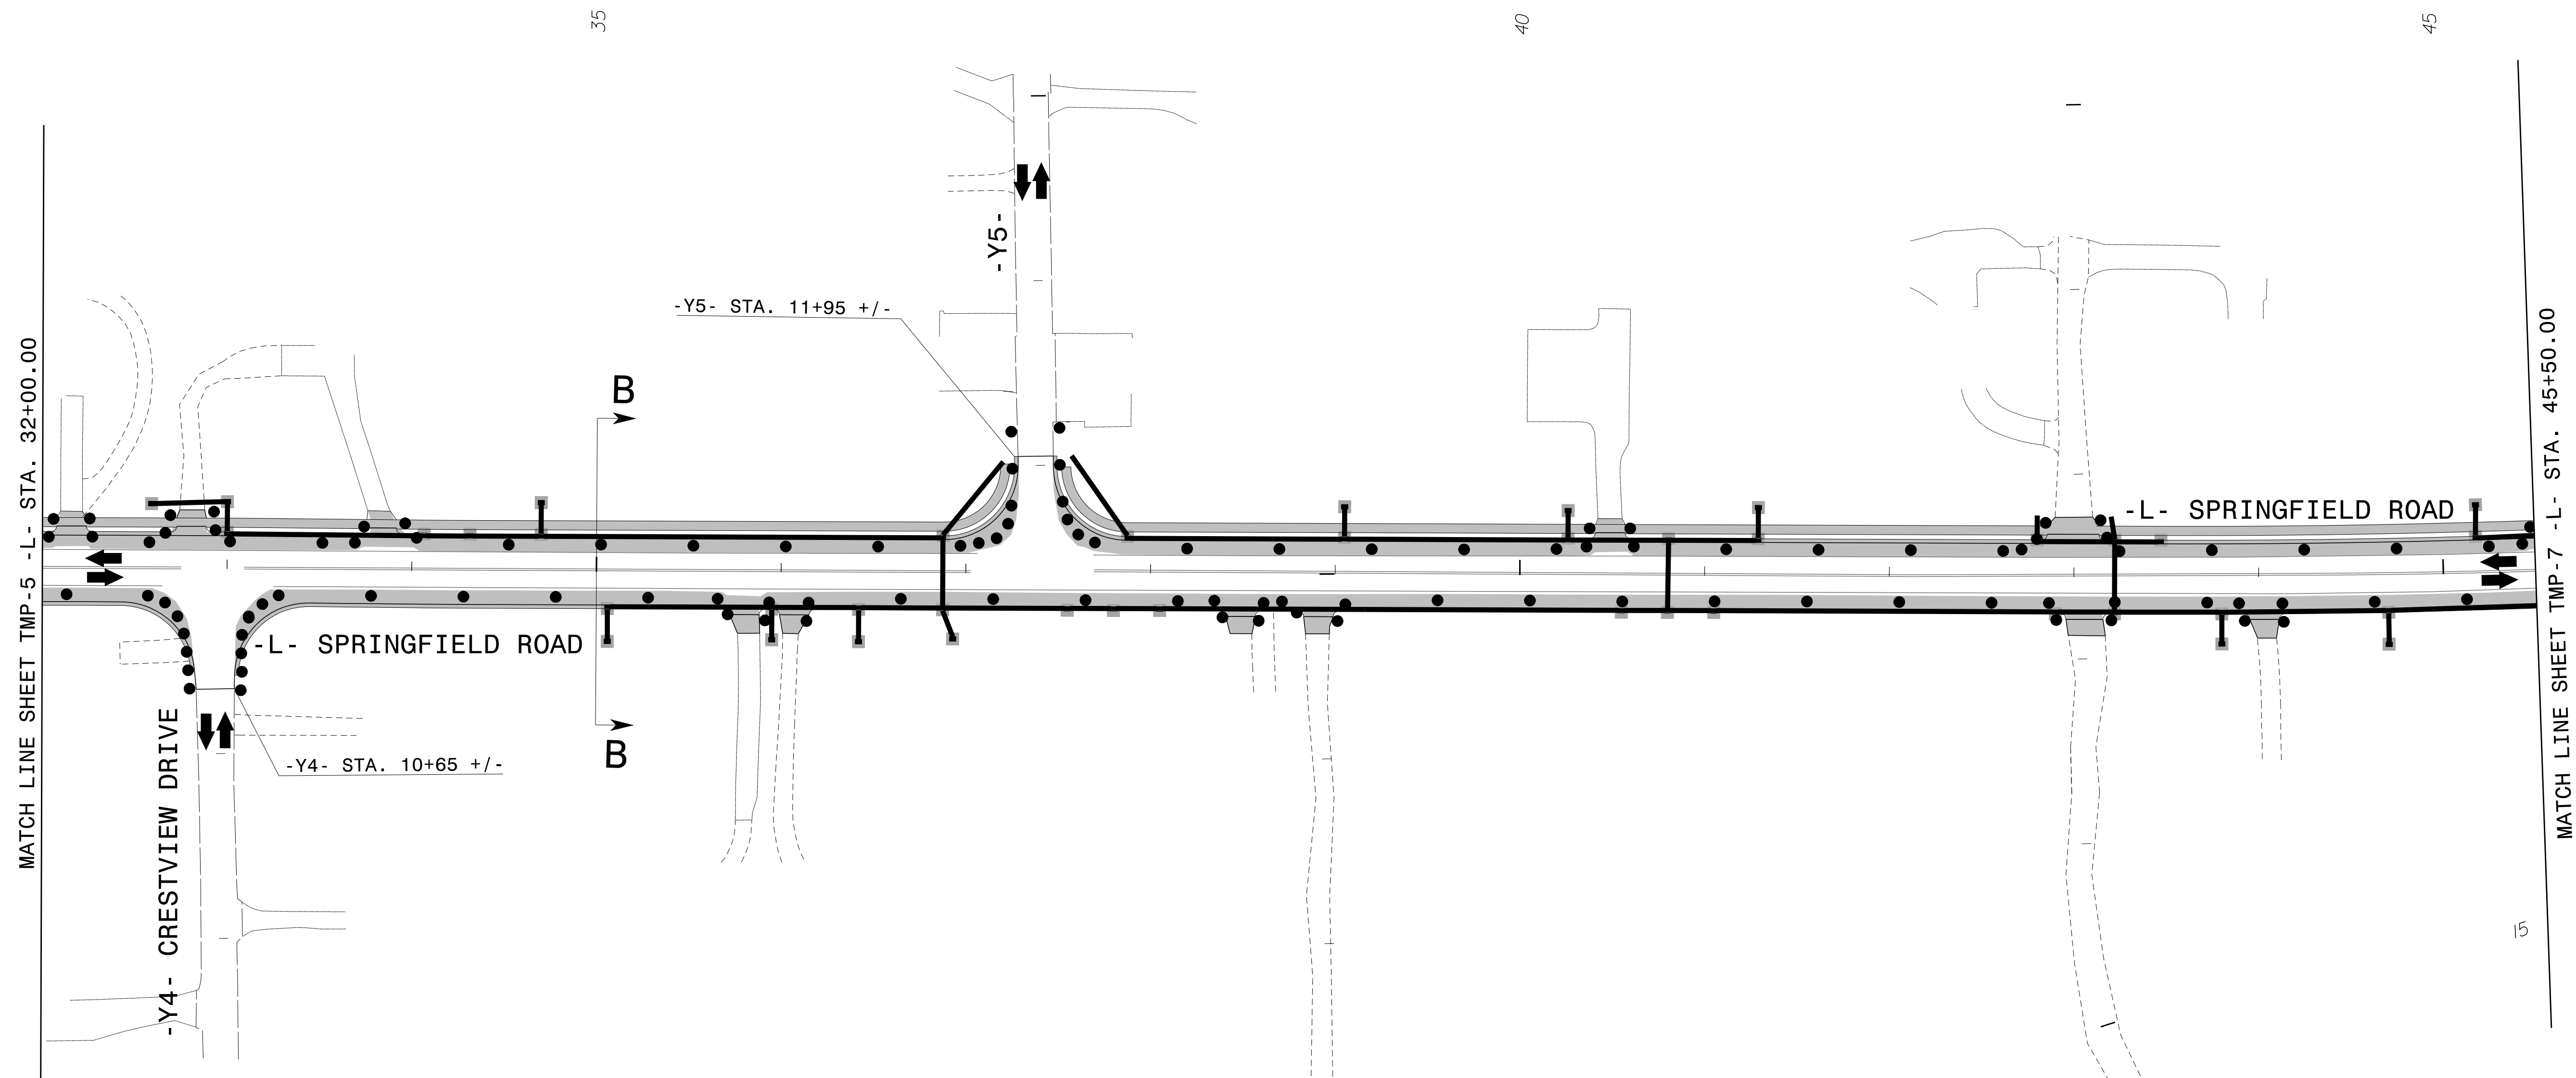 35
40
45
-Y5-
-Y5- STA. 11+95 +/-
MATCH LINE SHEET TMP-5 -L- STA. 32+00.00
B
-L- SPRINGFIELD ROAD
MATCH LINE SHEET TMP-7 -L- STA. 45+50.00
-L- SPRINGFIELD ROAD
B
-Y4- STA. 10+65 +/-
-Y4- CRESTVIEW DRIVE
15